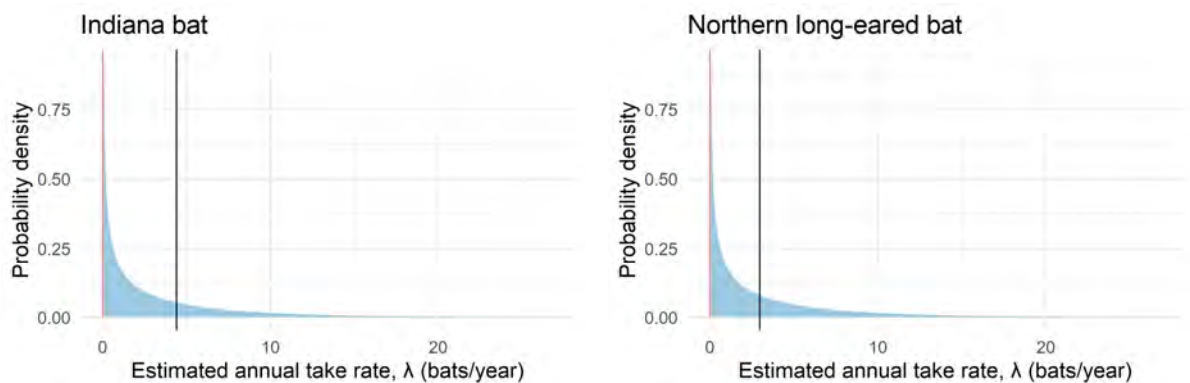 Indiana bat
Probability density
0.75
0.50
0.25
0.00
0
10
20
Estimated annual take rate, λ (bats/year)
Northern long-eared bat
Probability density
0.75
0.50
0.25
0.00
0
10
20
Estimated annual take rate, λ (bats/year)